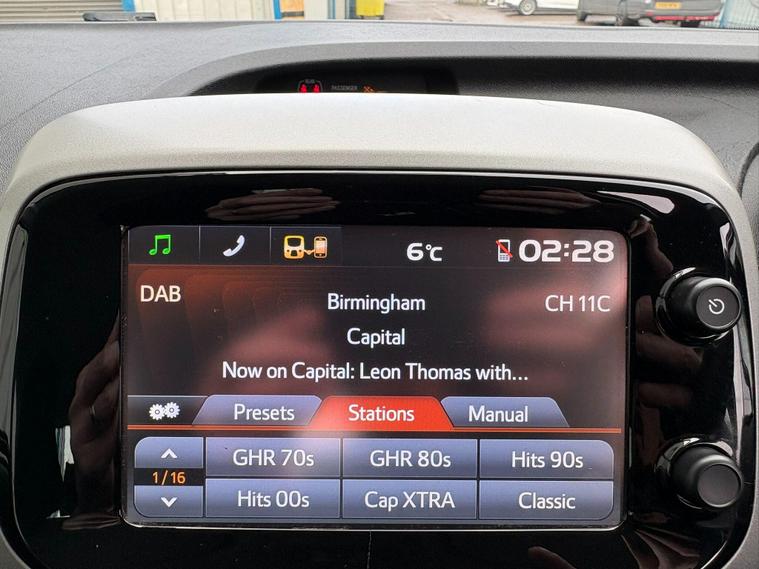 PASSENGER
6°C 02:28
DAB Birmingham CH 11C
Capital
Now on Capital: Leon Thomas with...
Presets Stations Manual
GHR 70s GHR 80s Hits 90s
1/16
Hits 00s Cap XTRA Classic